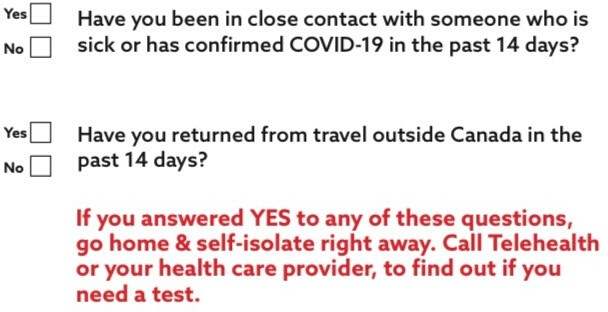 Yes Have you been in close contact with someone who is
No sick or has confirmed COVID-19 in the past 14 days?
Yes Have you returned from travel outside Canada in the
No past 14 days?
If you answered YES to any of these questions,
go home & self-isolate right away. Call Telehealth
or your health care provider, to find out if you
need a test.